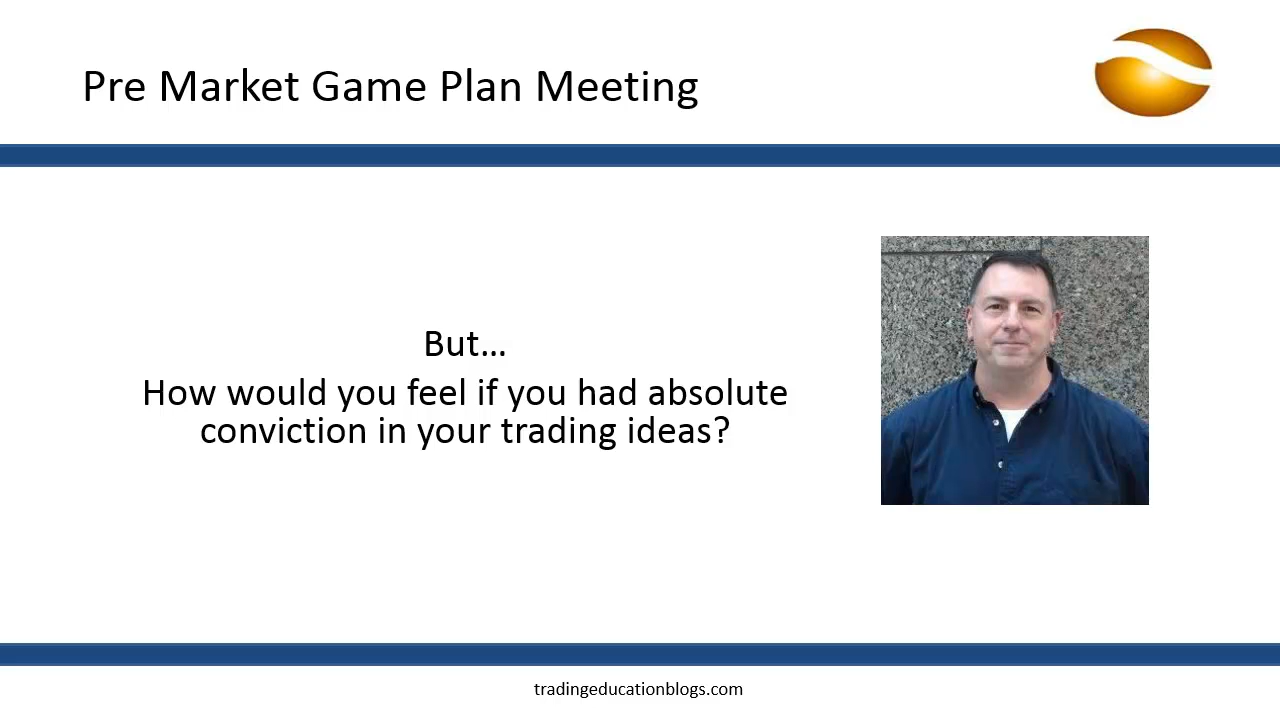 Pre Market Game Plan Meeting
But…
How would you feel if you had absolute
conviction in your trading ideas?
tradingeducationblogs.com